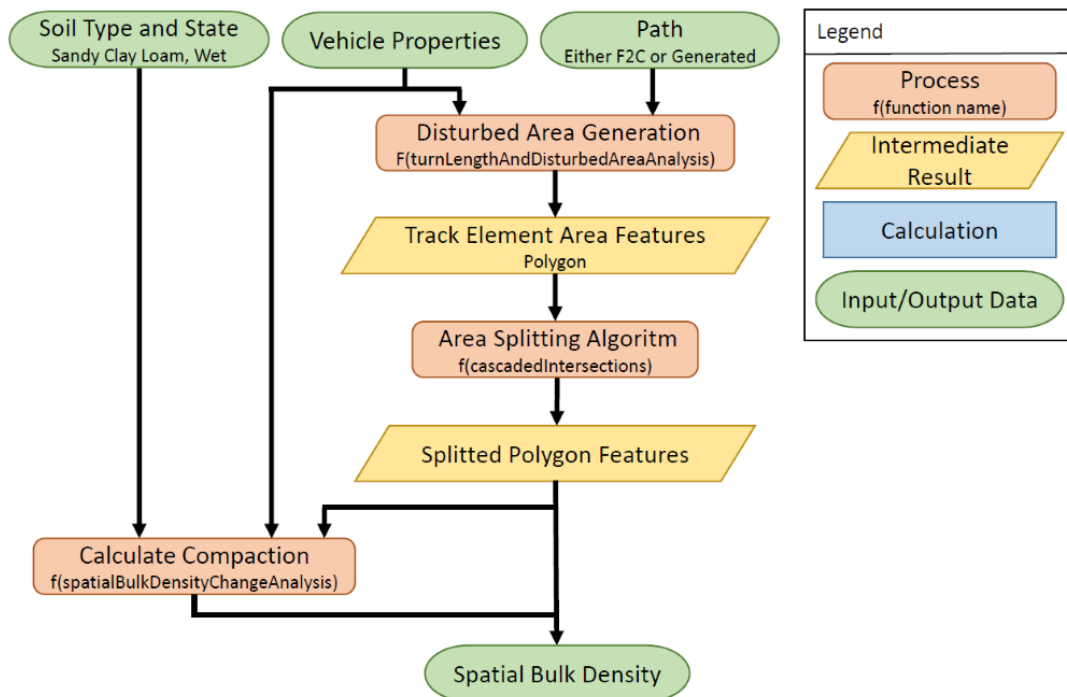 Soil Type and State
Sandy Clay Loam, Wet
Vehicle Properties
Path
Either F2C or Generated
Disturbed Area Generation
F(turnLengthAndDisturbedAreaAnalysis)
Track Element Area Features
Polygon
Area Splitting Algoritm
f(cascadedIntersections)
Splitted Polygon Features
Calculate Compaction
f(spatialBulkDensityChangeAnalysis)
Spatial Bulk Density
Legend
Process
f(function name)
Intermediate
Result
Calculation
Input/Output Data